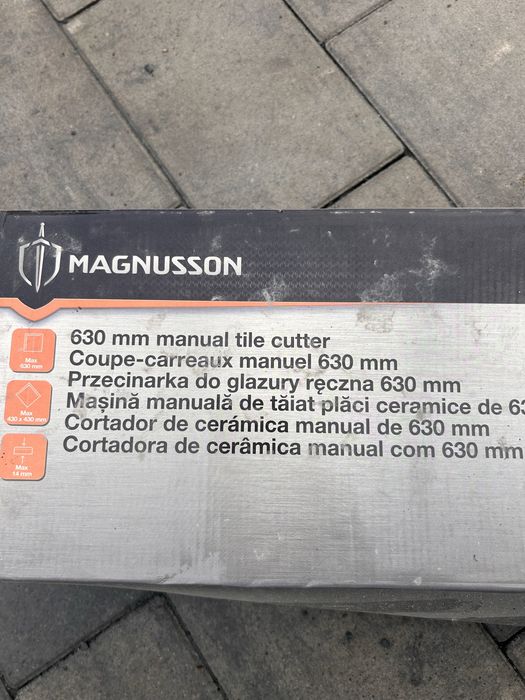 MAGNUSSON
630 mm manual tile cutter
Coupe-carreaux manuel 630 mm
Przecinarka do glazury ręczna 630 mm
Mașină manuală de tăiat plăci ceramice de
Cortador de cerámica manual de 630 mm
Cortadora de cerâmica manual com 630 mm
Max
630 mm
Max
430 x 430 mm
Max
14 mm